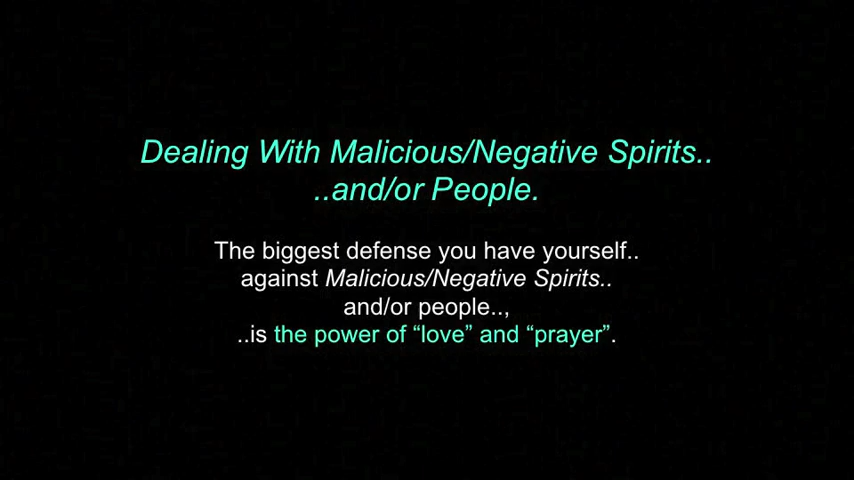 Dealing With Malicious/Negative Spirits..
..and/or People.
The biggest defense you have yourself..
against Malicious/Negative Spirits..
and/or people..,
..is the power of “love” and “prayer”.